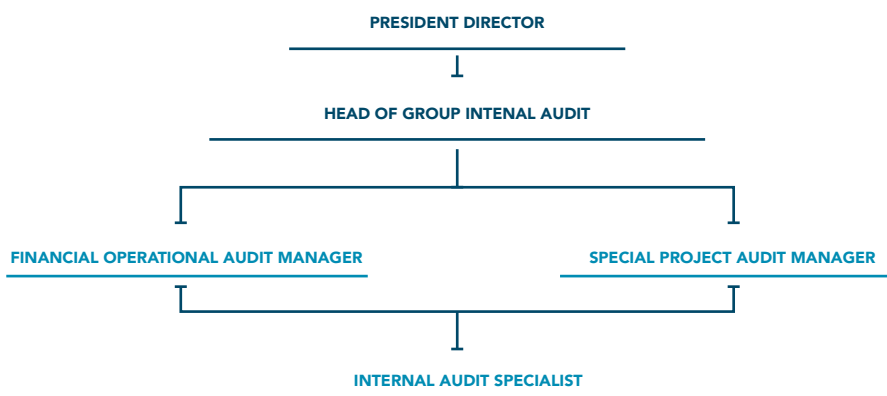 PRESIDENT DIRECTOR
HEAD OF GROUP INTENAL AUDIT
FINANCIAL OPERATIONAL AUDIT MANAGER
SPECIAL PROJECT AUDIT MANAGER
INTERNAL AUDIT SPECIALIST